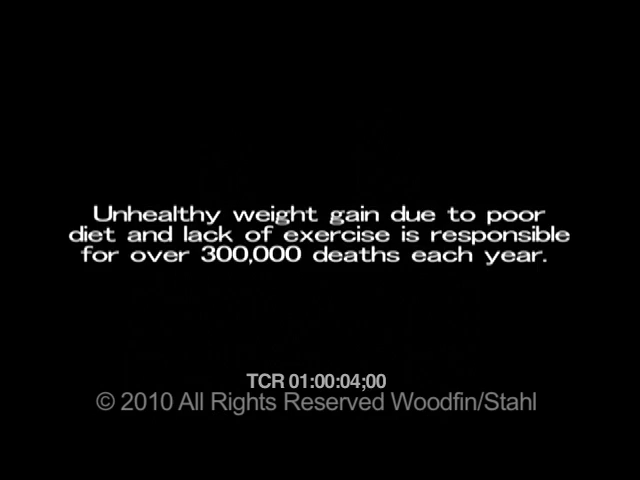 Unhealthy weight gain due to poor
diet and lack of exercise is responsible
for over 300,000 deaths each year.
TCR 01:00:04;00
© 2010 All Rights Reserved Woodfin/Stahl